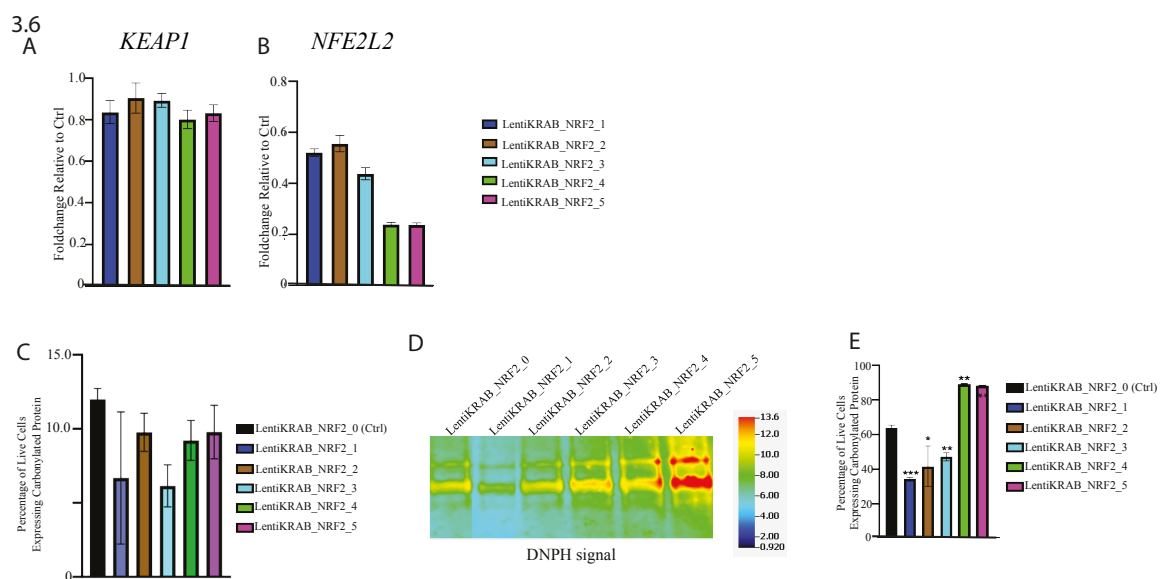 3.6
A
KEAP1
B
NFE2L2
Foldchange Relative to Ctrl
1.0
0.8
0.6
0.4
0.2
0
Foldchange Relative to Ctrl
0.8
0.6
0.4
0.2
0
LentiKRAB_NRF2_1
LentiKRAB_NRF2_2
LentiKRAB_NRF2_3
LentiKRAB_NRF2_4
LentiKRAB_NRF2_5
C
Percentage of Live Cells
Expressing Carbonylated Protein
15.0
10.0
0
LentiKRAB_NRF2_0 (Ctrl)
LentiKRAB_NRF2_1
LentiKRAB_NRF2_2
LentiKRAB_NRF2_3
LentiKRAB_NRF2_4
LentiKRAB_NRF2_5
D
LentiKRAB_NRF2_0
LentiKRAB_NRF2_1
LentiKRAB_NRF2_2
LentiKRAB_NRF2_3
LentiKRAB_NRF2_4
LentiKRAB_NRF2_5
13.6
12.0
10.0
8.00
6.00
4.00
2.00
0.920
DNPH signal
E
Percentage of Live Cells
Expressing Carbonylated Protein
100
80
60
40
20
0
***
*
**
**
**
LentiKRAB_NRF2_0 (Ctrl)
LentiKRAB_NRF2_1
LentiKRAB_NRF2_2
LentiKRAB_NRF2_3
LentiKRAB_NRF2_4
LentiKRAB_NRF2_5